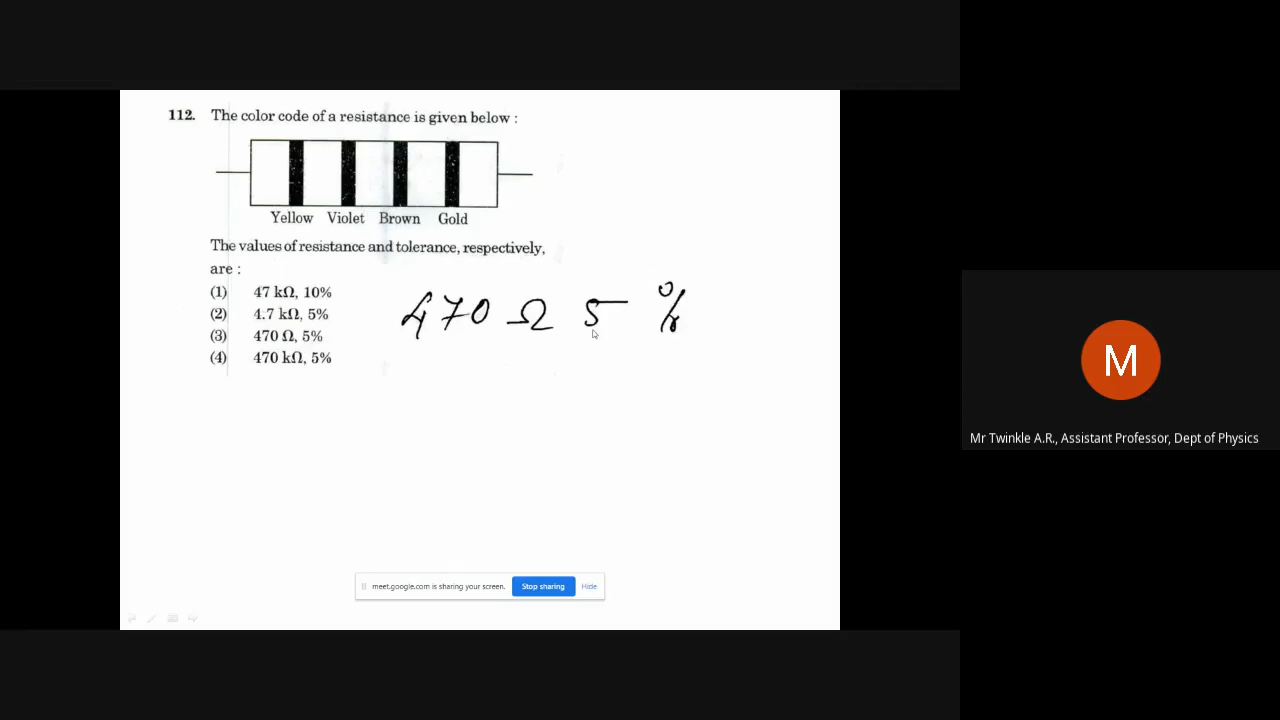 112. The color code of a resistance is given below :
Yellow Violet Brown Gold
The values of resistance and tolerance, respectively,
are :
(1) 47 kΩ, 10%
(2) 4.7 kΩ, 5%
(3) 470 Ω, 5%
(4) 470 kΩ, 5%
470 Ω 5 %
M
Mr Twinkle A.R., Assistant Professor, Dept of Physics
meet.google.com is sharing your screen. Stop sharing Hide